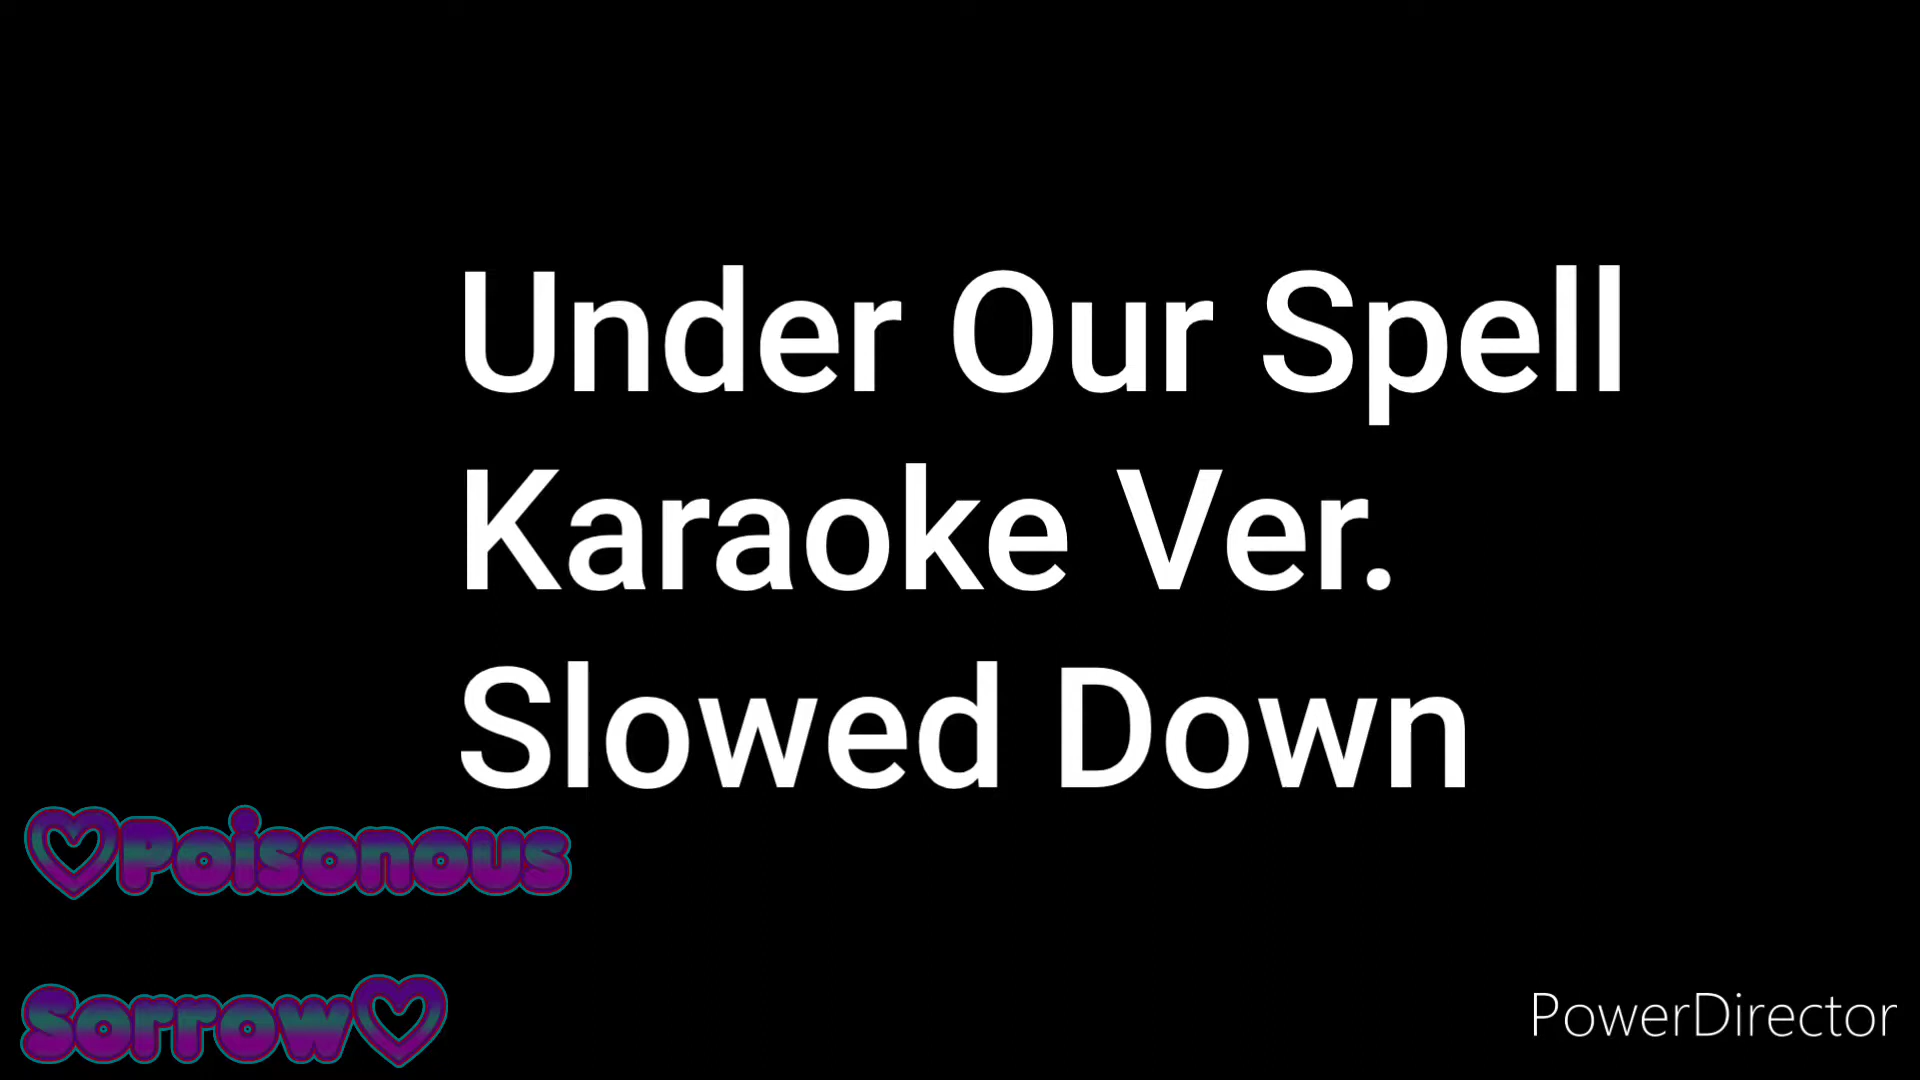 Under Our Spell
Karaoke Ver.
Slowed Down
♡Poisonous
Sorrow♡
PowerDirector